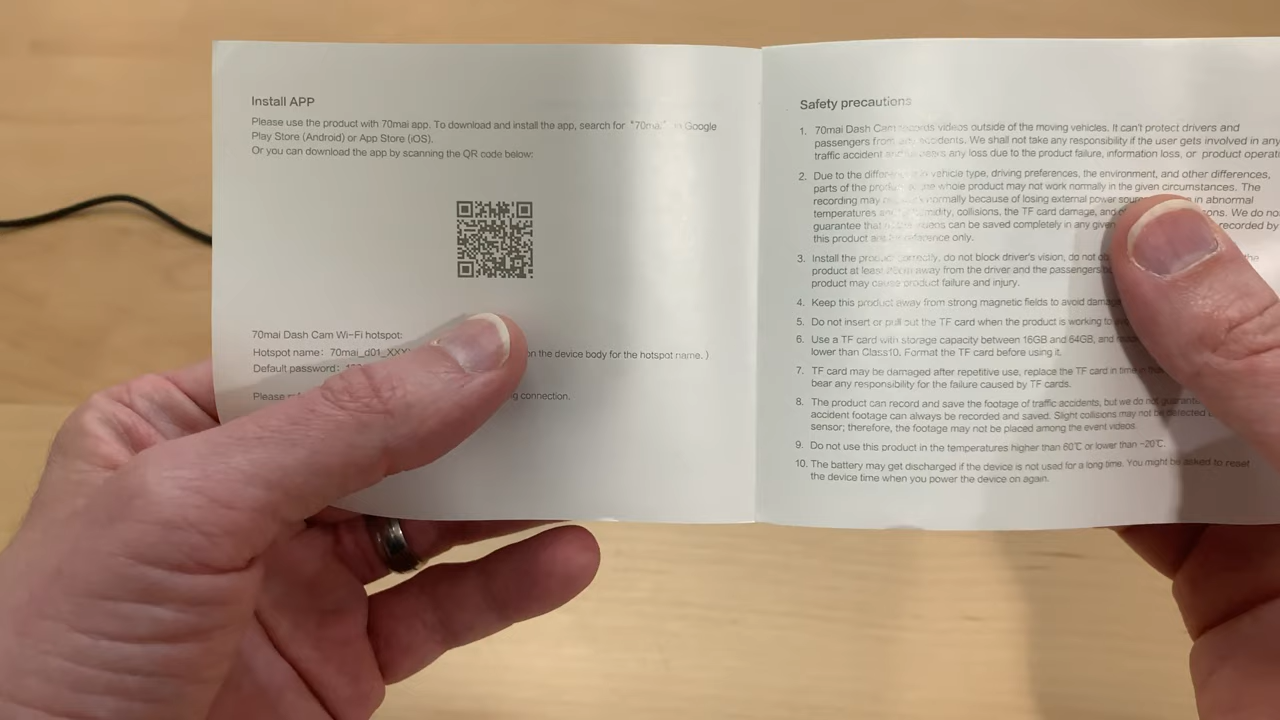 Install APP
Please use the product with 70mai app. To download and install the app, search for "70mai" in Google
Play Store (Android) or App Store (iOS).
Or you can download the app by scanning the QR code below:
70mai Dash Cam Wi-Fi hotspot:
Hotspot name: 70mai_d01_XXX on the device body for the hotspot name. )
Default password:
Please connection.
Safety precautions
1. 70mai Dash Cam records videos outside of the moving vehicles. It can't protect drivers and
passengers from any accidents. We shall not take any responsibility if the user gets involved in any
traffic accident any loss due to the product failure, information loss, or product
2. Due to the differences in vehicle type, driving preferences, the environment, and other differences,
parts of the product or the whole product may not work normally in the given circumstances. The
recording may normally because of losing external power in abnormal
temperatures humidity, collisions, the TF card damage, and We do
guarantee that can be saved completely in any given recorded by
this product are for reference only.
3. Install the product correctly, do not block driver's vision, do not
product at least away from the driver and the passengers
product may cause product failure and injury.
4. Keep this product away from strong magnetic fields to avoid
5. Do not insert or pull out the TF card when the product is working to
6. Use a TF card with storage capacity between 16GB and 64GB, and
lower than Class10. Format the TF card before using it.
7. TF card may be damaged after repetitive use, replace the TF card in time
bear any responsibility for the failure caused by TF cards.
8. The product can record and save the footage of traffic accidents, but we do not
accident footage can always be recorded and saved. Slight collisions may not be detected
sensor; therefore, the footage may not be placed among the event videos.
9. Do not use this product in the temperatures higher than 60℃ or lower than -20℃.
10. The battery may get discharged if the device is not used for a long time. You might be asked to reset
the device time when you power the device on again.